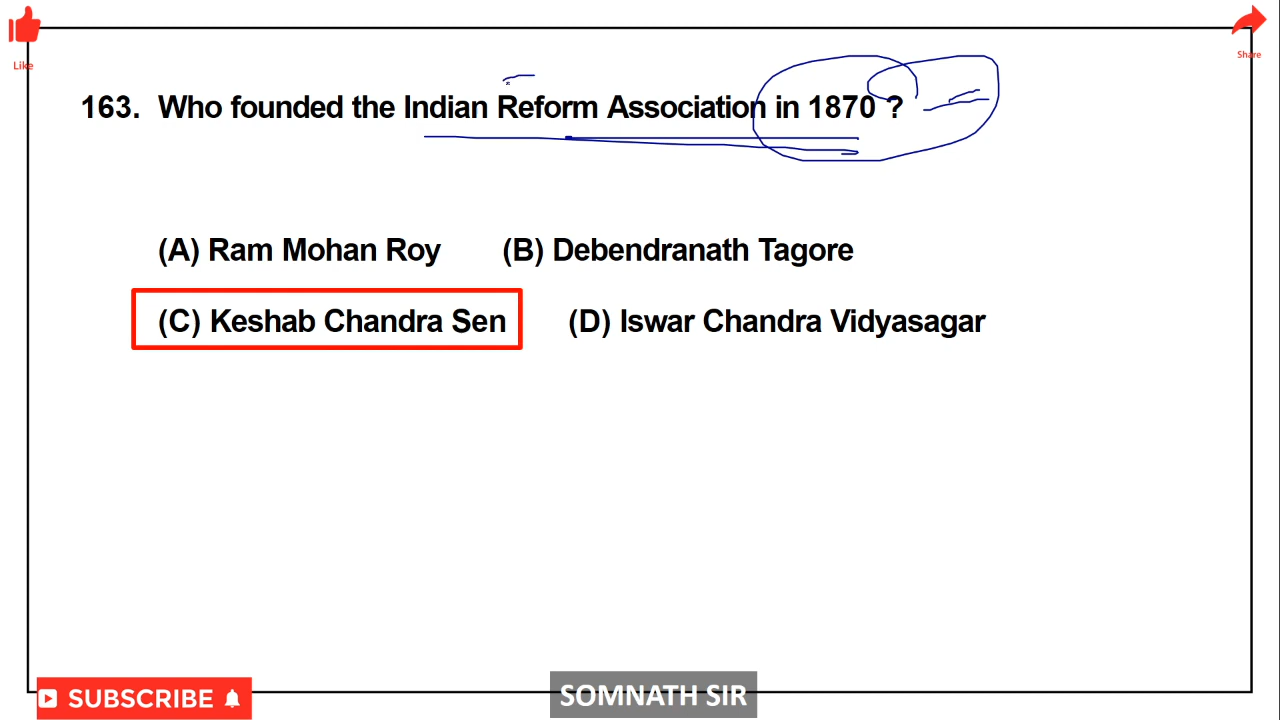 Like
Share
163. Who founded the Indian Reform Association in 1870 ?
(A) Ram Mohan Roy (B) Debendranath Tagore
(C) Keshab Chandra Sen (D) Iswar Chandra Vidyasagar
SUBSCRIBE
SOMNATH SIR